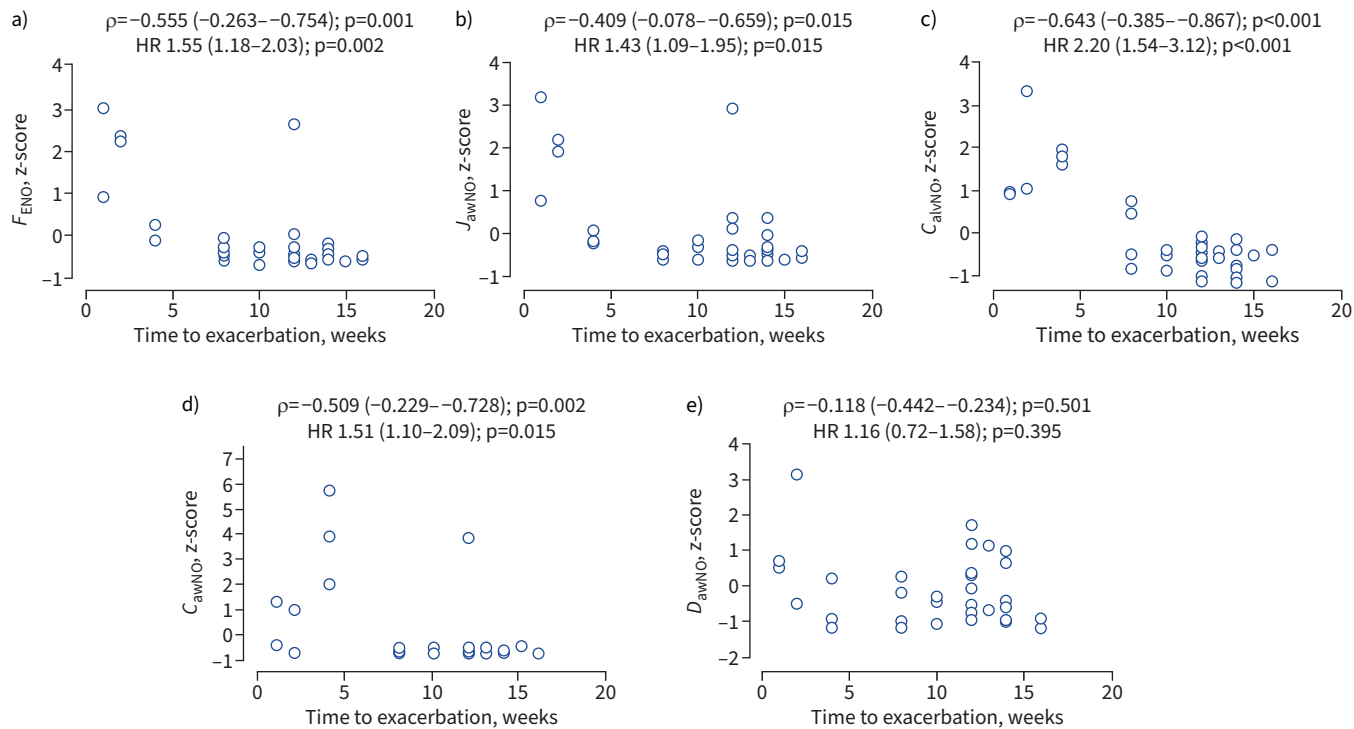 a)
ρ=−0.555 (−0.263–−0.754); p=0.001
HR 1.55 (1.18–2.03); p=0.002
4
3
2
1
0
−1
FENO, z-score
0
5
10
15
20
Time to exacerbation, weeks
b)
ρ=−0.409 (−0.078–−0.659); p=0.015
HR 1.43 (1.09–1.95); p=0.015
4
3
2
1
0
−1
JawNO, z-score
0
5
10
15
20
Time to exacerbation, weeks
c)
ρ=−0.643 (−0.385–−0.867); p<0.001
HR 2.20 (1.54–3.12); p<0.001
4
3
2
1
0
−1
CalvNO, z-score
0
5
10
15
20
Time to exacerbation, weeks
d)
ρ=−0.509 (−0.229–−0.728); p=0.002
HR 1.51 (1.10–2.09); p=0.015
7
6
5
4
3
2
1
0
−1
CawNO, z-score
0
5
10
15
20
Time to exacerbation, weeks
e)
ρ=−0.118 (−0.442–−0.234); p=0.501
HR 1.16 (0.72–1.58); p=0.395
4
3
2
1
0
−1
−2
DawNO, z-score
0
5
10
15
20
Time to exacerbation, weeks